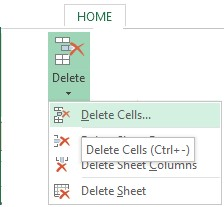 HOME
Delete
Delete Cells...
Delete Cells (Ctrl+-)
Delete Sheet Columns
Delete Sheet